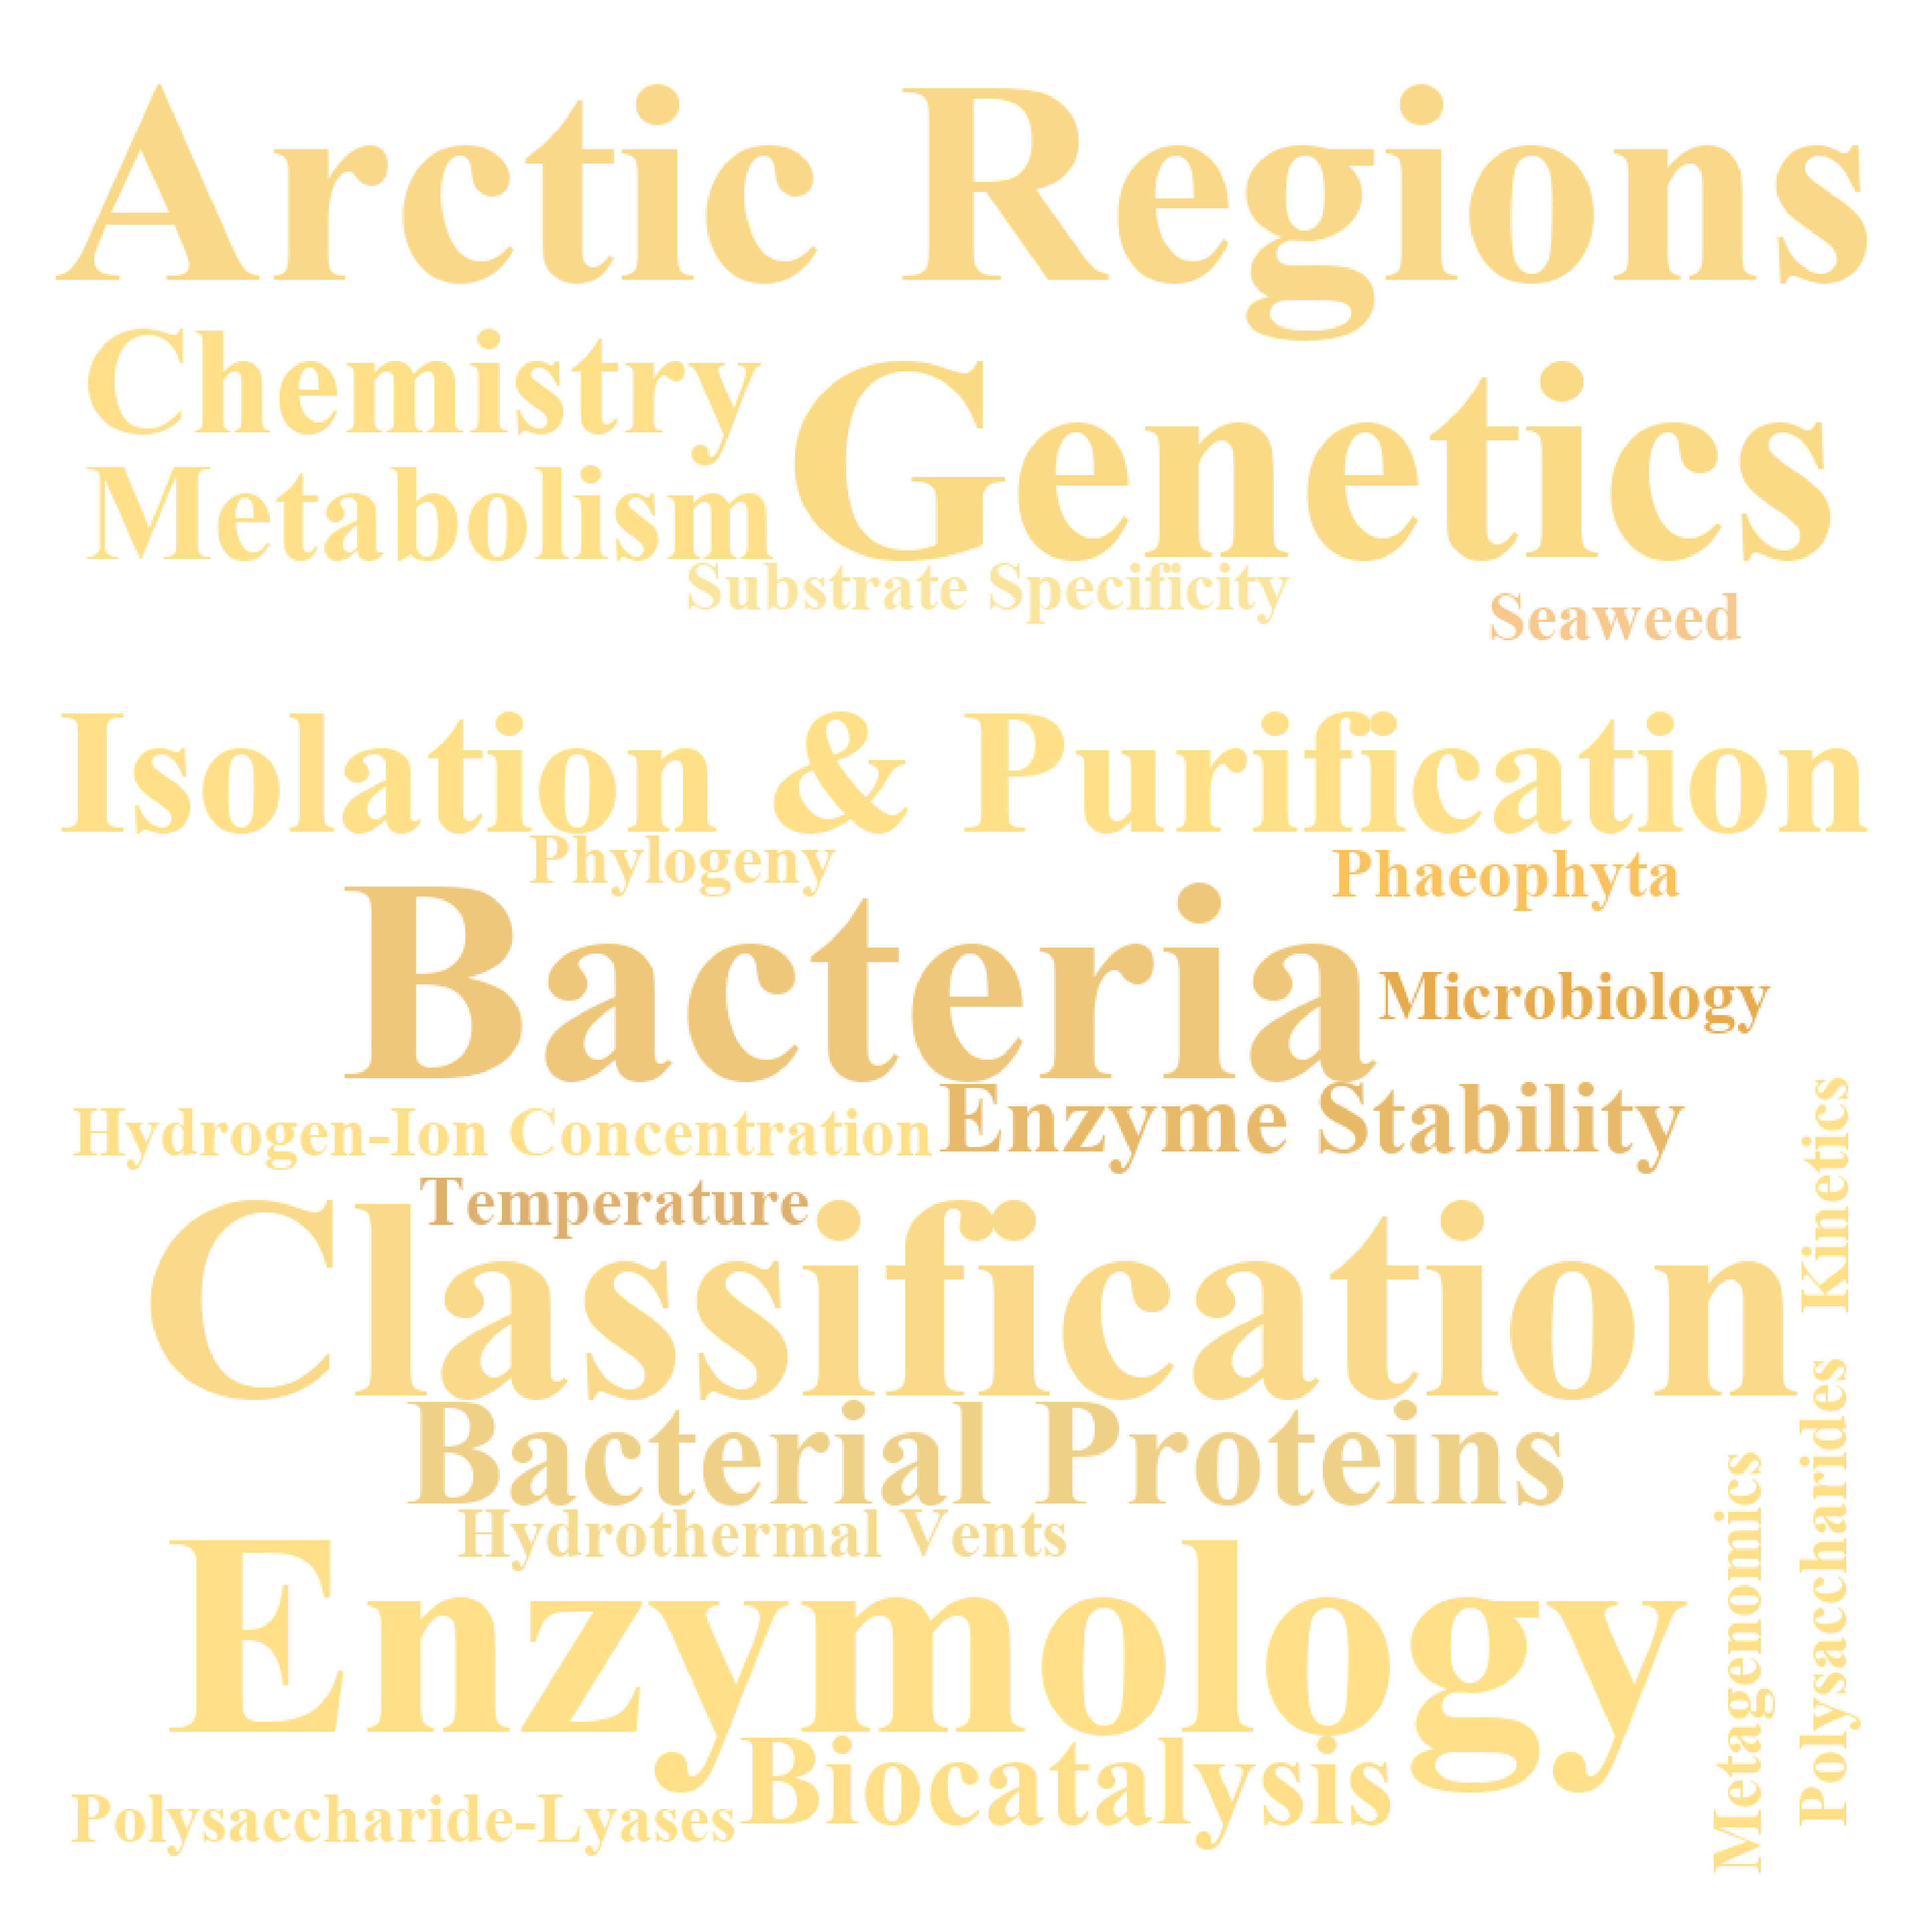 Arctic Regions
Chemistry
Genetics
Metabolism
Substrate Specificity
Seaweed
Isolation & Purification
Phylogeny
Phaeophyta
Bacteria
Microbiology
Enzyme Stability
Hydrogen-Ion Concentration
Kinetics
Temperature
Classification
Polysaccharides
Bacterial Proteins
Metagenomics
Hydrothermal Vents
Enzymology
Biocatalysis
Polysaccharide-Lyases